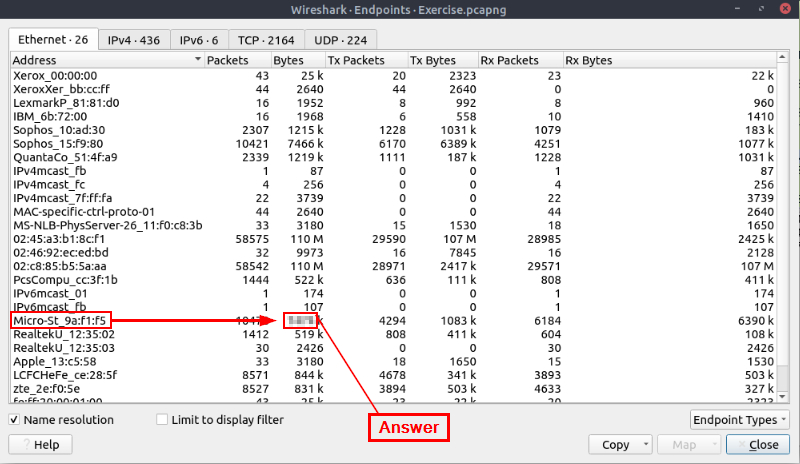 Wireshark · Endpoints · Exercise.pcapng
Ethernet · 26 IPv4 · 436 IPv6 · 6 TCP · 2164 UDP · 224
Address Packets Bytes Tx Packets Tx Bytes Rx Packets Rx Bytes
Xerox_00:00:00 43 25 k 20 2323 23 22 k
XeroxXer_bb:cc:ff 44 2640 44 2640 0 0
LexmarkP_81:81:d0 16 1952 8 992 8 960
IBM_6b:72:00 16 1968 6 558 10 1410
Sophos_10:ad:30 2307 1215 k 1228 1031 k 1079 183 k
Sophos_15:f9:80 10421 7466 k 6170 6389 k 4251 1077 k
QuantaCo_51:4f:a9 2339 1219 k 1111 187 k 1228 1031 k
IPv4mcast_fb 1 87 0 0 1 87
IPv4mcast_fc 4 256 0 0 4 256
IPv4mcast_7f:ff:fa 22 3739 0 0 22 3739
MAC-specific-ctrl-proto-01 44 2640 0 0 44 2640
MS-NLB-PhysServer-26_11:f0:c8:3b 33 3180 15 1530 18 1650
02:45:a3:b1:8c:f1 58575 110 M 29590 107 M 28985 2425 k
02:46:92:ec:ed:bd 32 9973 16 7845 16 2128
02:c8:85:b5:5a:aa 58542 110 M 28971 2417 k 29571 107 M
PcsCompu_cc:3f:1b 1444 522 k 636 111 k 808 411 k
IPv6mcast_01 1 174 0 0 1 174
IPv6mcast_fb 1 107 0 0 1 107
Micro-St_9a:f1:f5 k 4294 1083 k 6184 6390 k
RealtekU_12:35:02 1412 519 k 808 411 k 604 108 k
RealtekU_12:35:03 30 2426 0 0 30 2426
Apple_13:c5:58 33 3180 18 1650 15 1530
LCFCHeFe_ce:28:5f 8571 844 k 4678 341 k 3893 503 k
zte_2e:f0:5e 8527 831 k 3894 503 k 4633 327 k
fe:ff:20:00:01:00 43 25 k 23 22 k 20 2323
Name resolution Limit to display filter Endpoint Types
Answer
Help Copy Map Close